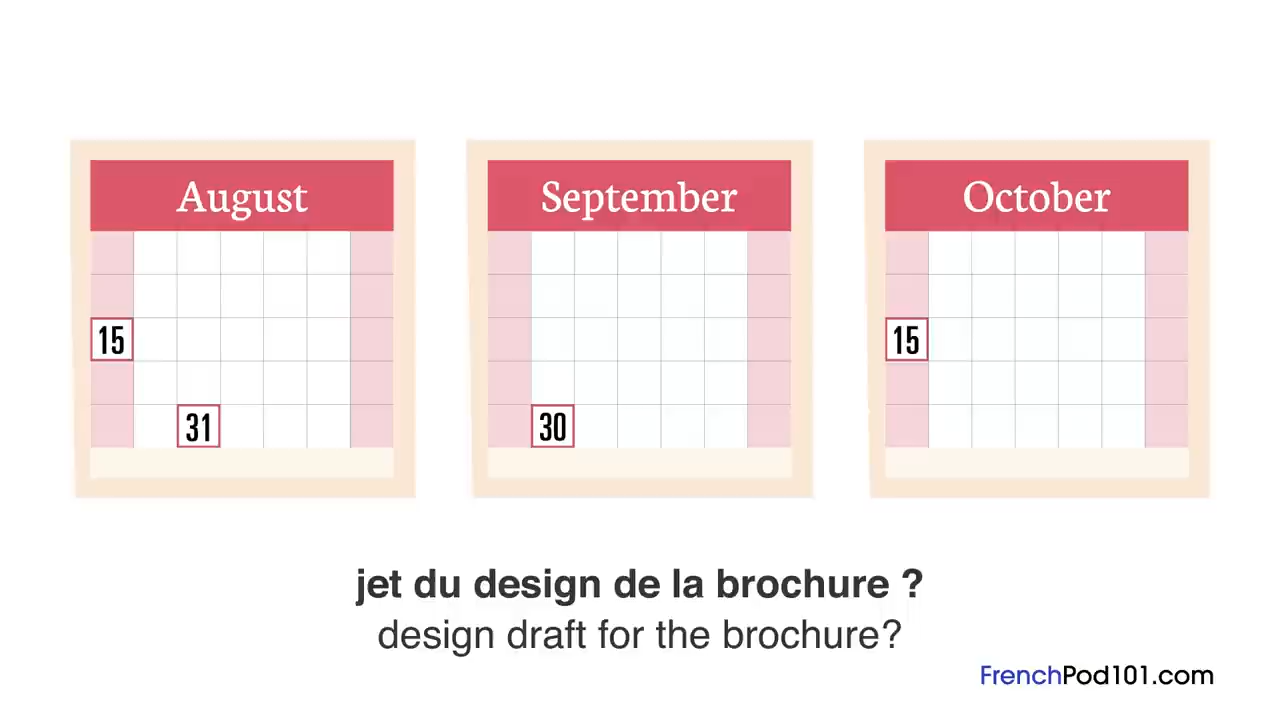 August
September
October
15
15
31
30
jet du design de la brochure ?
design draft for the brochure?
FrenchPod101.com